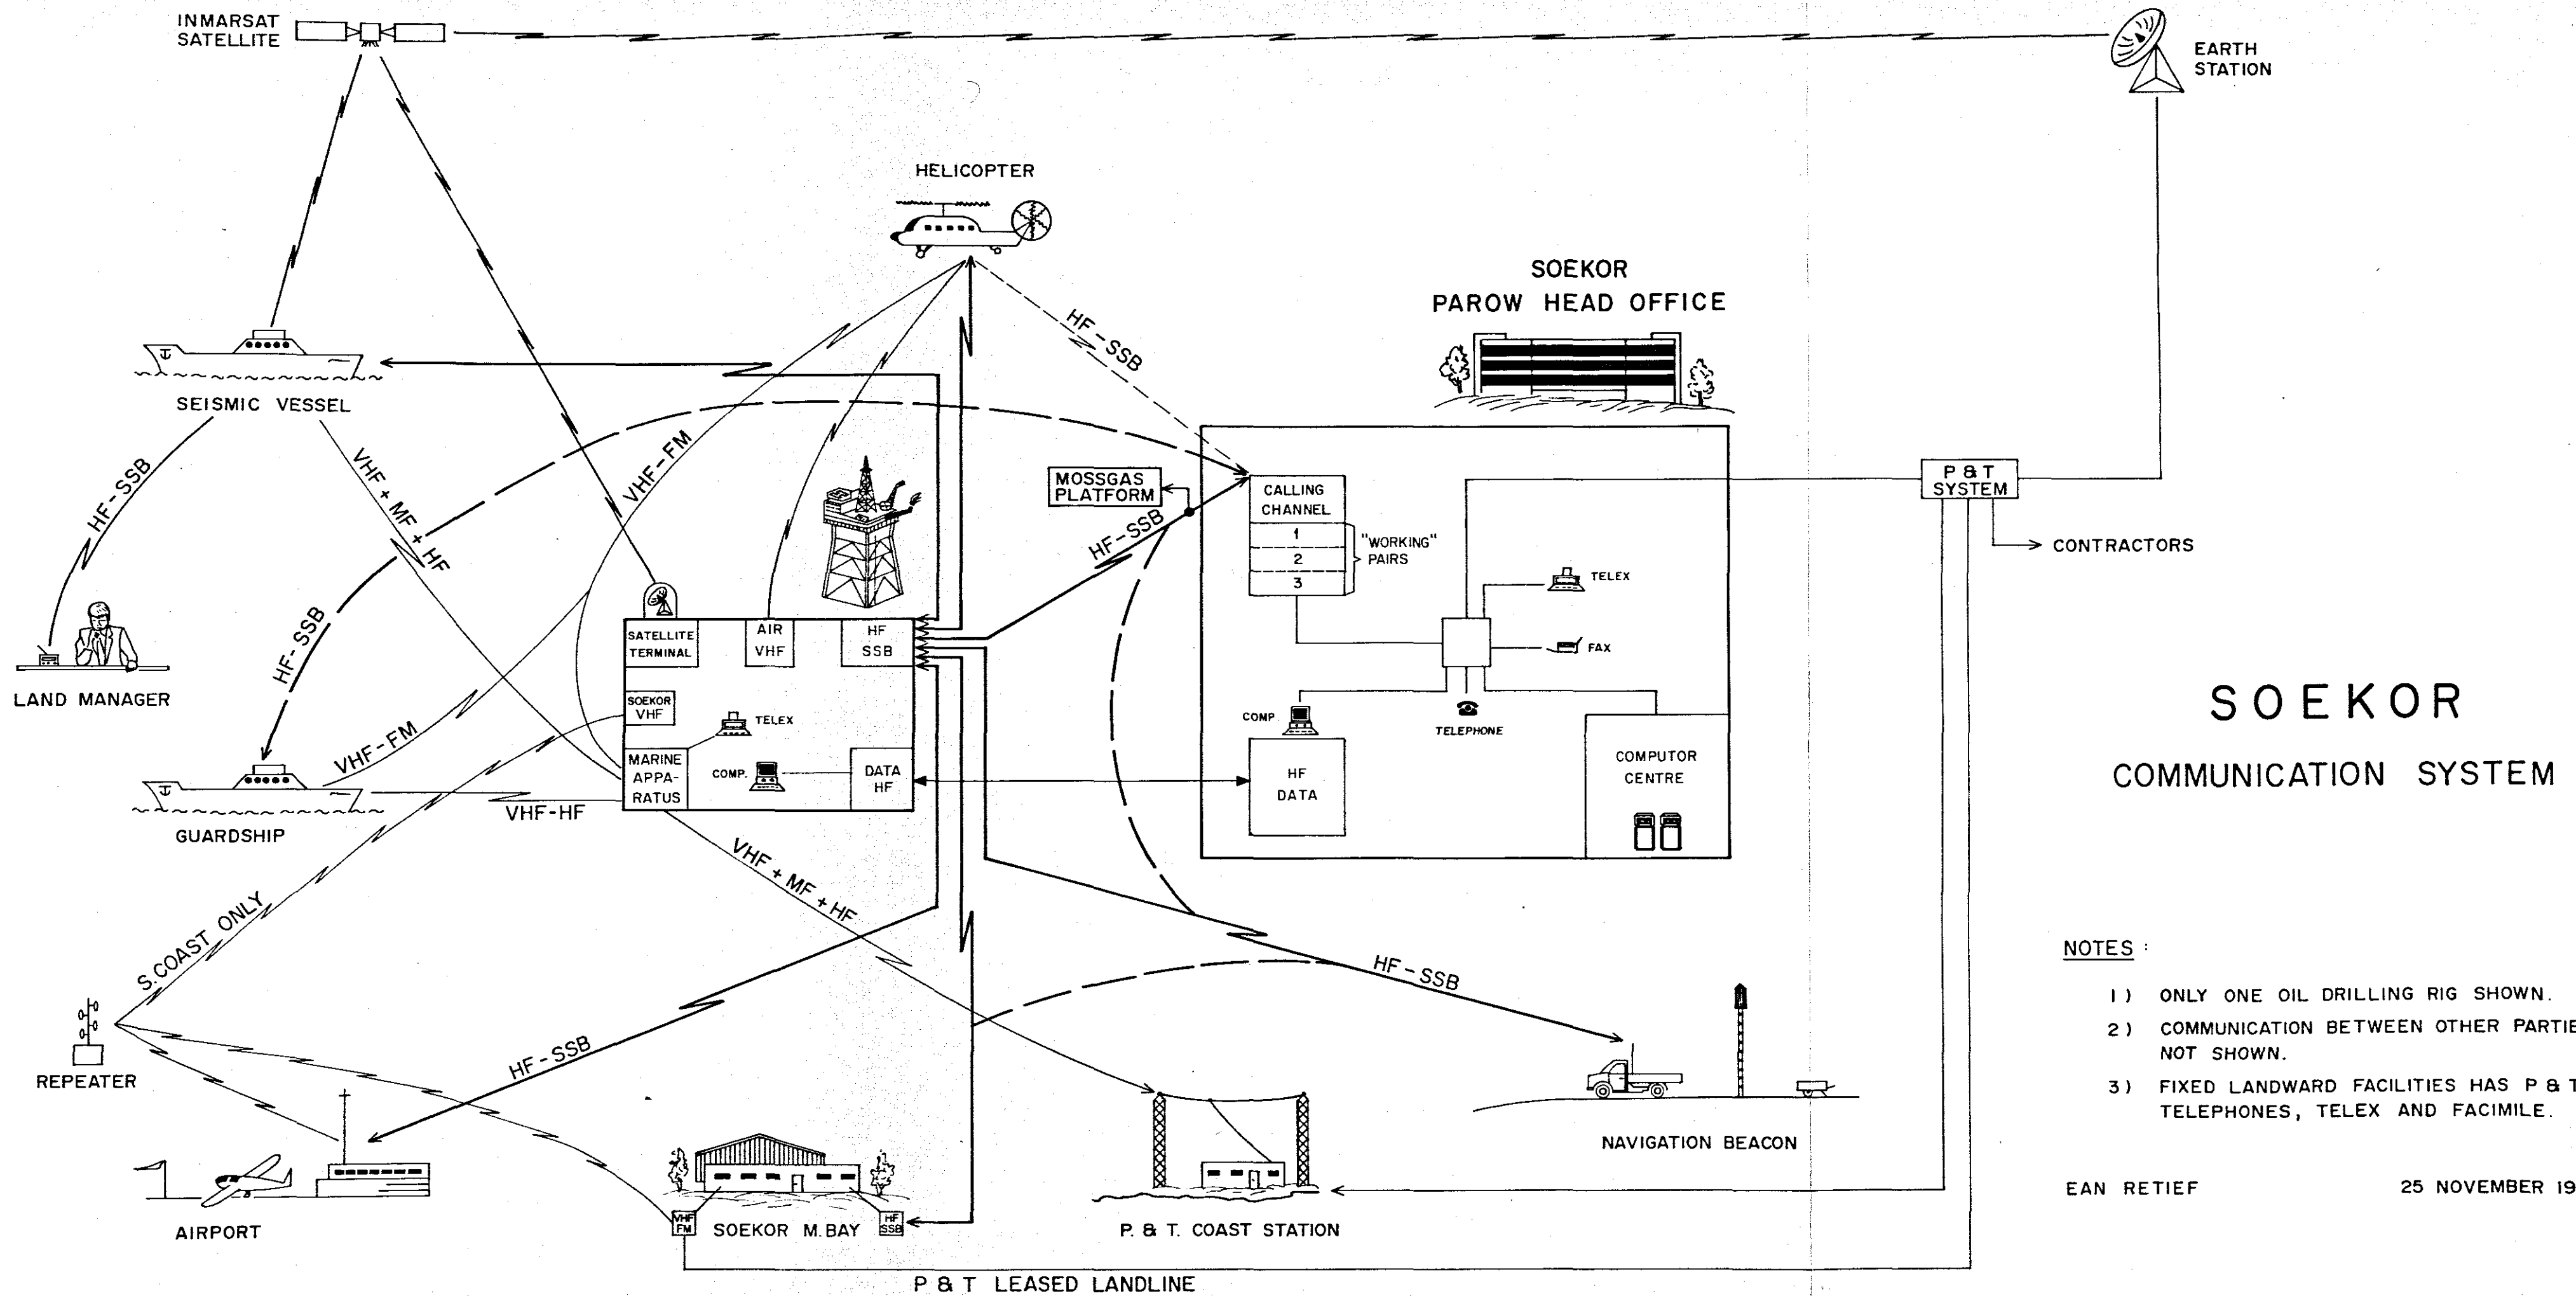 INMARSAT
SATELLITE
EARTH
STATION
HELICOPTER
SOEKOR
PAROW HEAD OFFICE
HF-SSB
SEISMIC VESSEL
HF-SSB
VHF + MF + HF
VHF-FM
MOSSGAS
PLATFORM
HF-SSB
CALLING
CHANNEL
1
2
3
"WORKING"
PAIRS
P & T
SYSTEM
CONTRACTORS
TELEX
FAX
TELEPHONE
COMP.
HF
DATA
COMPUTOR
CENTRE
LAND MANAGER
HF-SSB
SATELLITE
TERMINAL
AIR
VHF
HF
SSB
SOEKOR
VHF
TELEX
MARINE
APPA-
RATUS
COMP.
DATA
HF
VHF-FM
VHF-HF
GUARDSHIP
SOEKOR
COMMUNICATION SYSTEM
S.COAST ONLY
VHF + MF + HF
HF-SSB
HF-SSB
REPEATER
AIRPORT
VHF
FM
SOEKOR M.BAY
HF
SSB
P. & T. COAST STATION
NAVIGATION BEACON
P & T LEASED LANDLINE
NOTES :
1) ONLY ONE OIL DRILLING RIG SHOWN.
2) COMMUNICATION BETWEEN OTHER PARTIE
NOT SHOWN.
3) FIXED LANDWARD FACILITIES HAS P & T
TELEPHONES, TELEX AND FACIMILE.
EAN RETIEF
25 NOVEMBER 19